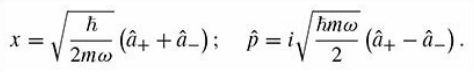 x = √(ħ/2mω) (â₊ + â₋); p̂ = i√(ħmω/2) (â₊ − â₋).